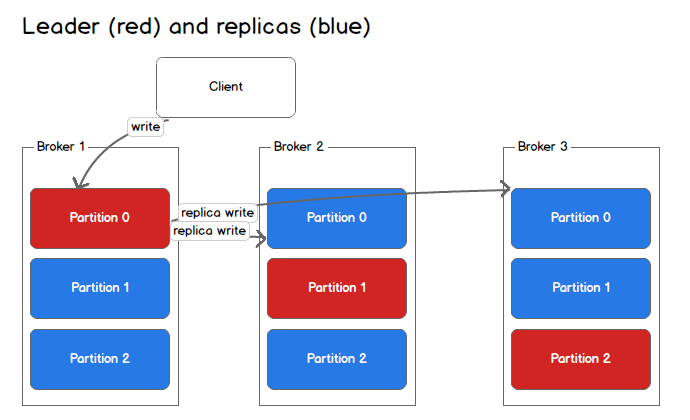 Leader (red) and replicas (blue)
Client
write
Broker 1
Broker 2
Broker 3
Partition 0
replica write
replica write
Partition 0
Partition 0
Partition 1
Partition 1
Partition 1
Partition 2
Partition 2
Partition 2